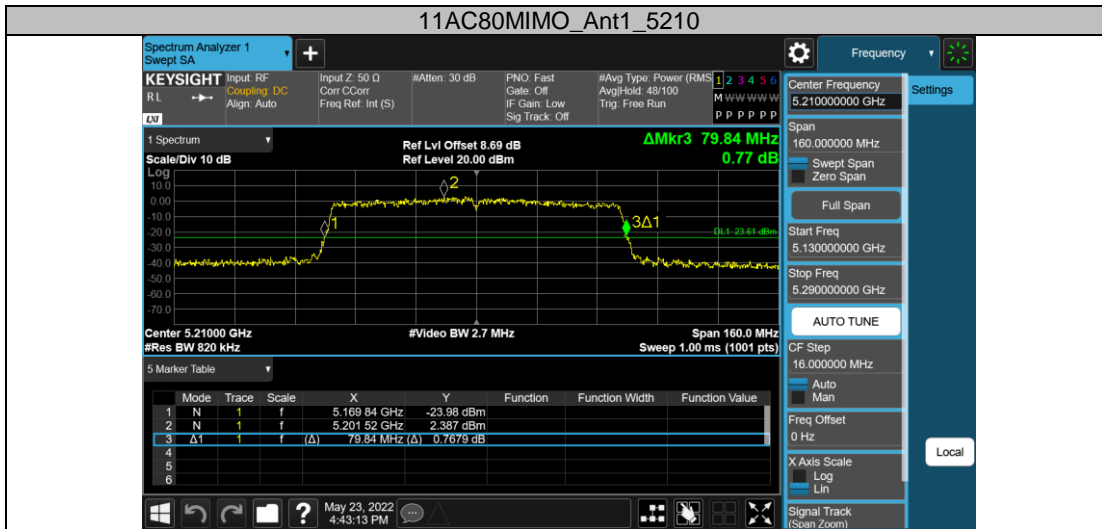 11AC80MIMO_Ant1_5210
Spectrum Analyzer 1
Swept SA
Frequency
KEYSIGHT
RL
LXI
Input: RF
Coupling: DC
Align: Auto
Input Z: 50 Ω
Corr CCorr
Freq Ref: Int (S)
#Atten: 30 dB
PNO: Fast
Gate: Off
IF Gain: Low
Sig Track: Off
#Avg Type: Power (RMS
Avg|Hold: 48/100
Trig: Free Run
1 2 3 4 5 6
M W W W W W
P P P P P P
1 Spectrum
Scale/Div 10 dB
Ref Lvl Offset 8.69 dB
Ref Level 20.00 dBm
ΔMkr3 79.84 MHz
0.77 dB
Log
10.0
0.00
-10.0
-20.0
-30.0
-40.0
-50.0
-60.0
-70.0
1
2
3Δ1
DL1 -23.61 dBm
Center 5.21000 GHz
#Res BW 820 kHz
#Video BW 2.7 MHz
Span 160.0 MHz
Sweep 1.00 ms (1001 pts)
5 Marker Table
Mode Trace Scale X Y Function Function Width Function Value
1 N 1 f 5.169 84 GHz -23.98 dBm
2 N 1 f 5.201 52 GHz 2.387 dBm
3 Δ1 1 f (Δ) 79.84 MHz (Δ) 0.7679 dB
4
5
6
May 23, 2022
4:43:13 PM
Center Frequency
5.210000000 GHz
Span
160.000000 MHz
Swept Span
Zero Span
Full Span
Start Freq
5.130000000 GHz
Stop Freq
5.290000000 GHz
AUTO TUNE
CF Step
16.000000 MHz
Auto
Man
Freq Offset
0 Hz
X Axis Scale
Log
Lin
Signal Track
(Span Zoom)
Settings
Local